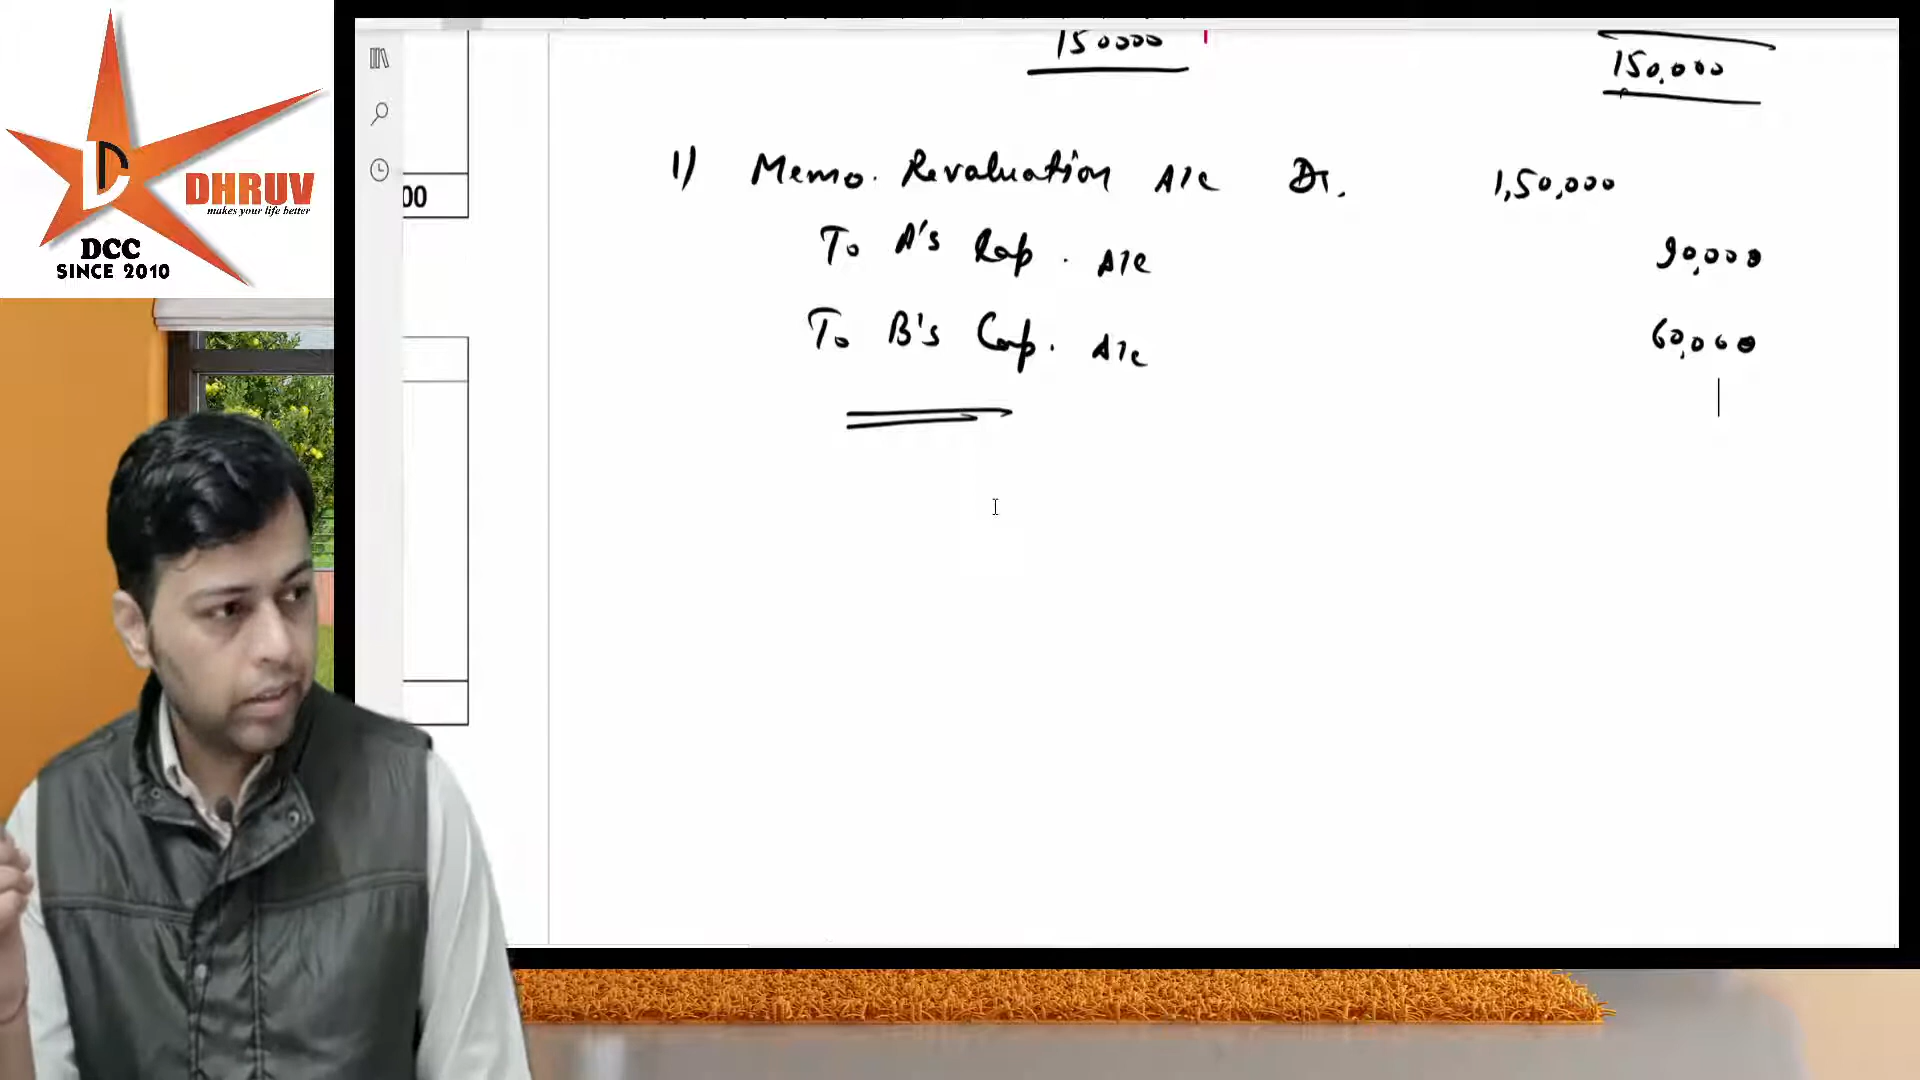 150000
150,000
1) Memo. Revaluation A/c Dr. 1,50,000
To A's Cap. A/c 90,000
To B's Cap. A/c 60,000
00
D
DHRUV
makes your life better
DCC
SINCE 2010